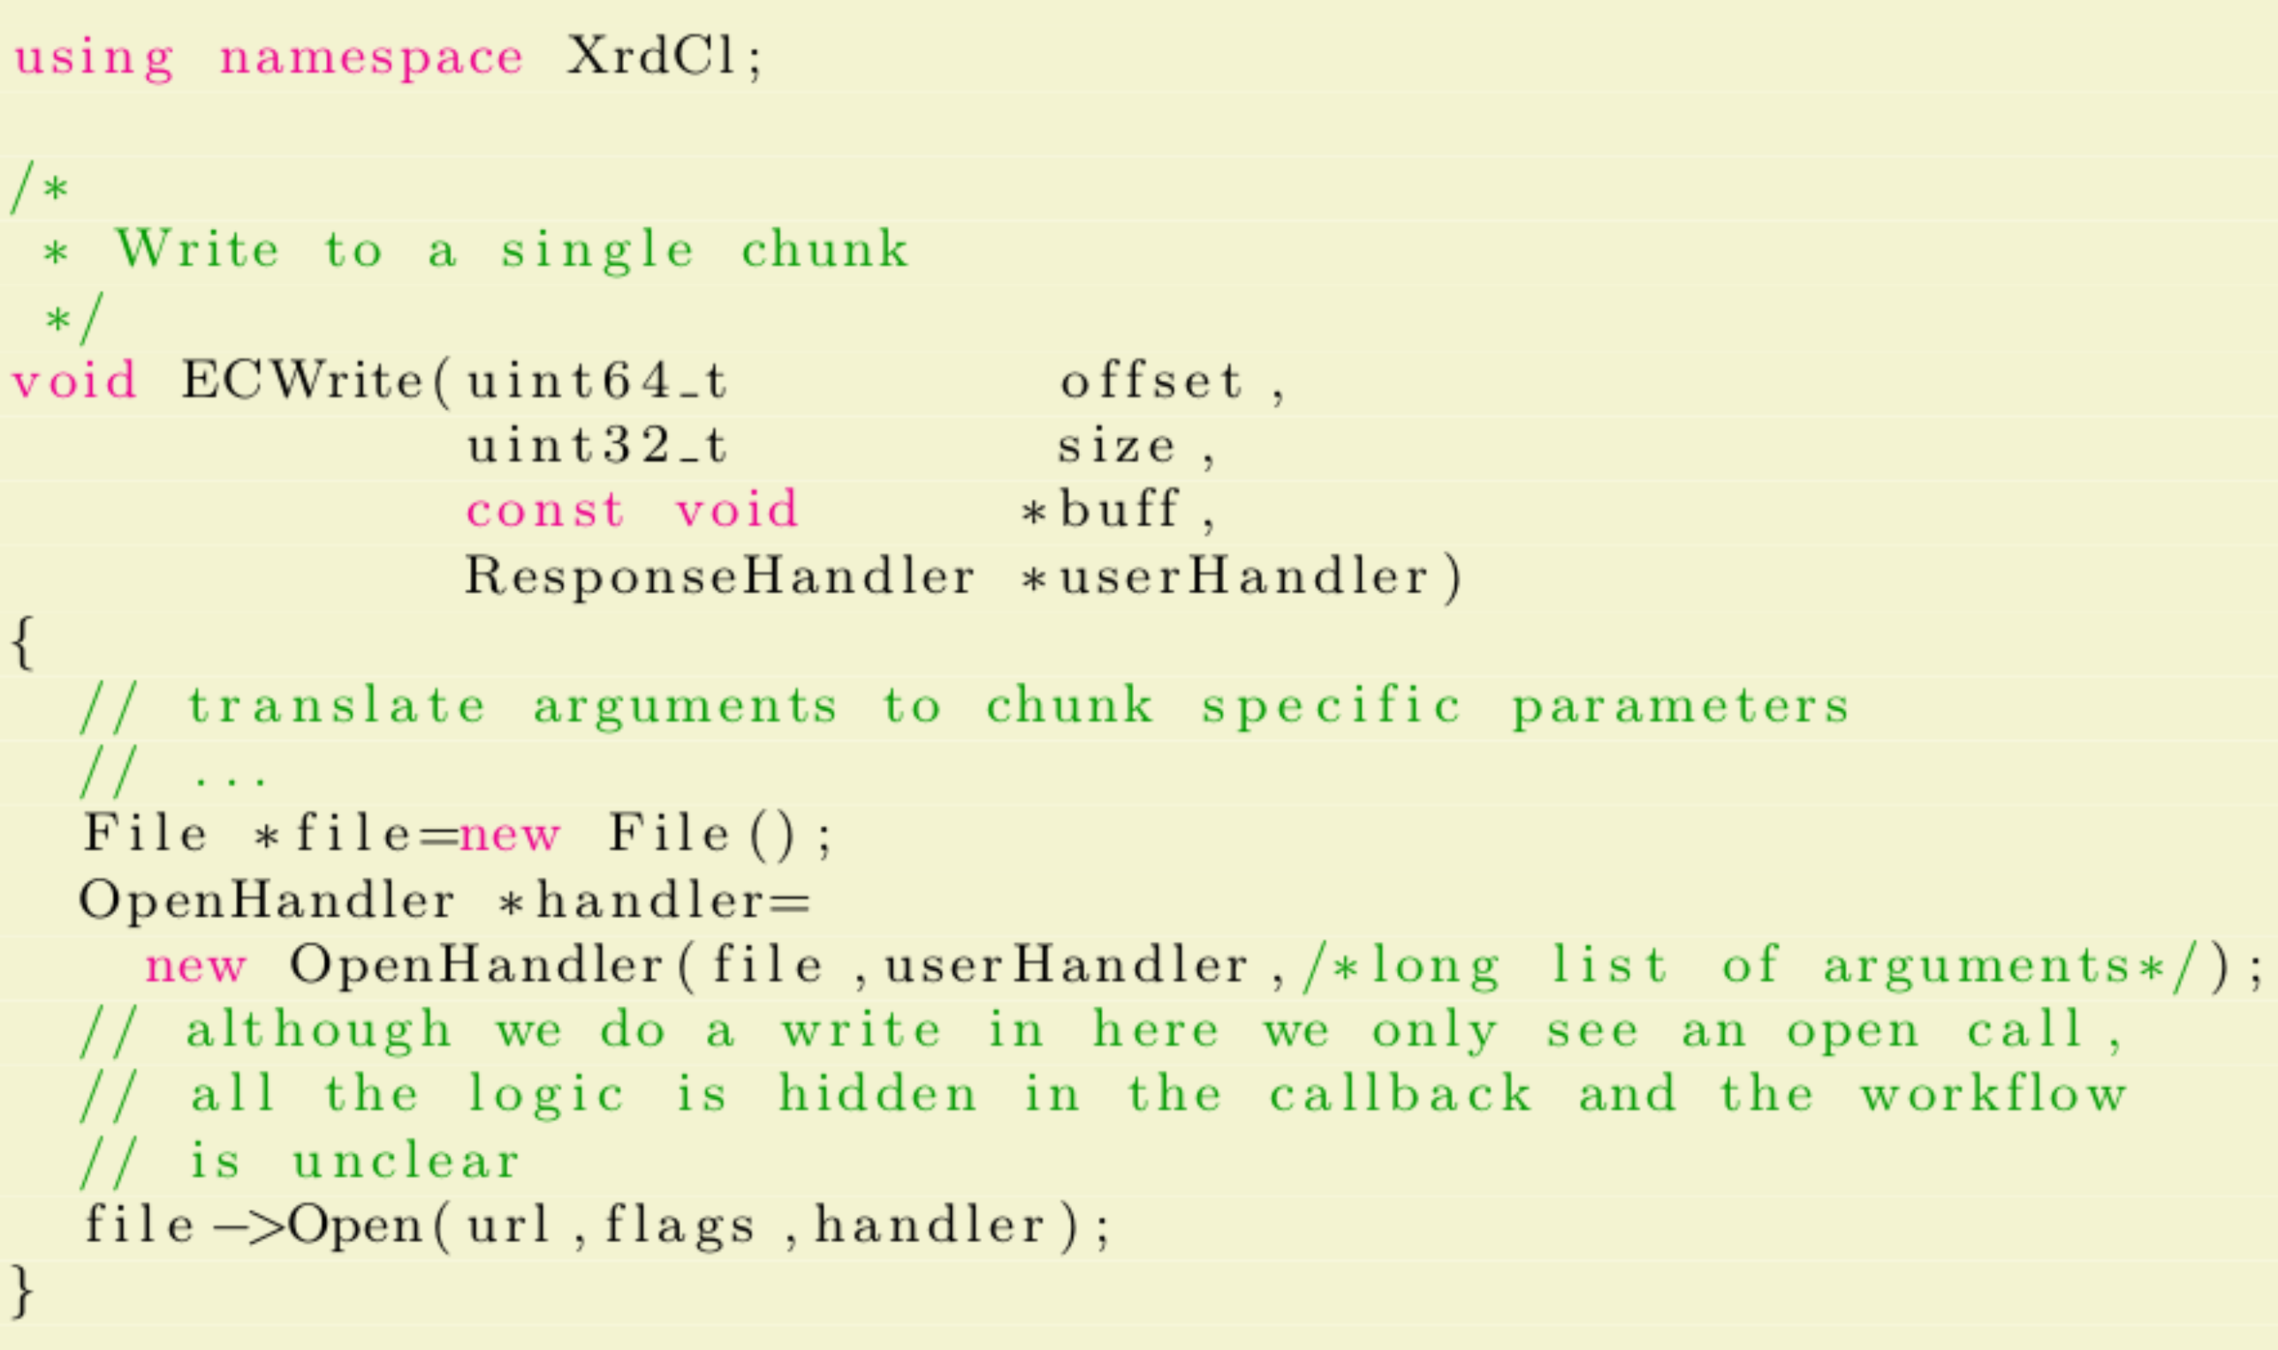 using namespace XrdCl;
/*
 * Write to a single chunk
 */
void ECWrite(uint64_t         offset,
             uint32_t         size,
             const void      *buff,
             ResponseHandler *userHandler)
{
  // translate arguments to chunk specific parameters
  // ...
  File *file=new File();
  OpenHandler *handler=
    new OpenHandler(file,userHandler,/*long list of arguments*/);
  // although we do a write in here we only see an open call,
  // all the logic is hidden in the callback and the workflow
  // is unclear
  file->Open(url,flags,handler);
}